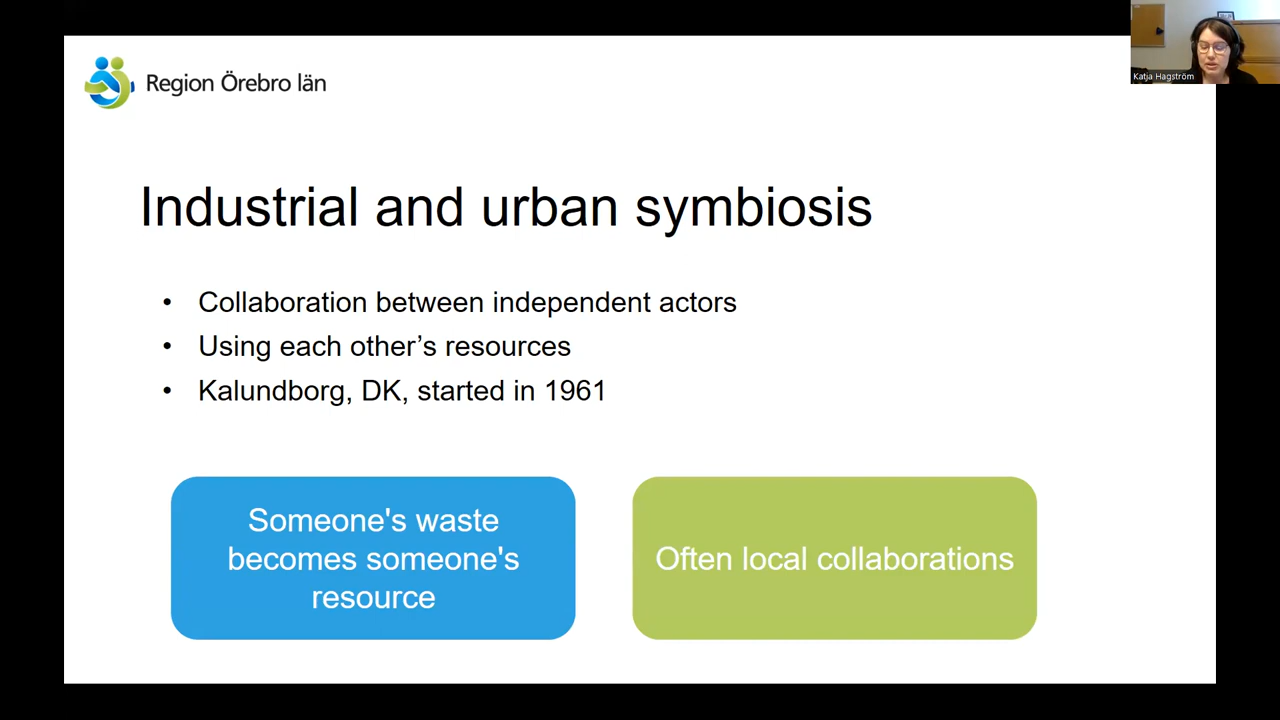 Region Örebro län
Katja Hagström
Industrial and urban symbiosis
• Collaboration between independent actors
• Using each other’s resources
• Kalundborg, DK, started in 1961
Someone's waste
becomes someone's
resource
Often local collaborations